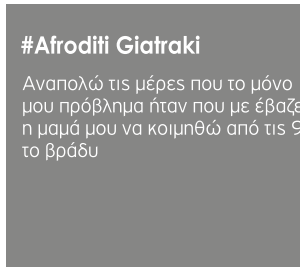 #Afroditi Giatraki
Αναπολώ τις μέρες που το μόνο
μου πρόβλημα ήταν που με έβαζε
η μαμά μου να κοιμηθώ από τις 9
το βράδυ